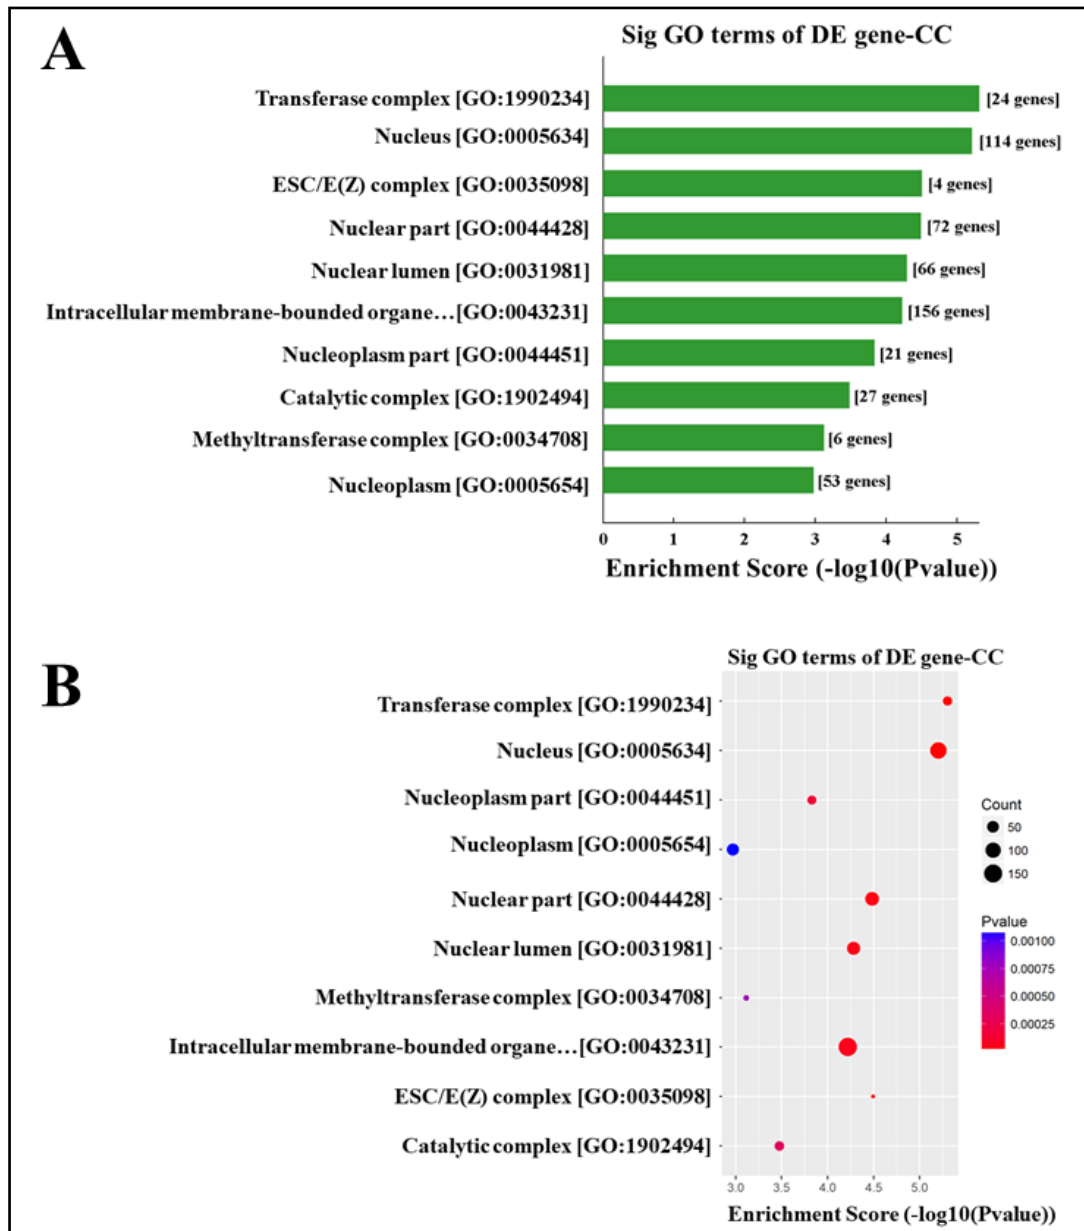 A
Sig GO terms of DE gene-CC
Transferase complex [GO:1990234]
[24 genes]
Nucleus [GO:0005634]
[114 genes]
ESC/E(Z) complex [GO:0035098]
[4 genes]
Nuclear part [GO:0044428]
[72 genes]
Nuclear lumen [GO:0031981]
[66 genes]
Intracellular membrane-bounded organe...[GO:0043231]
[156 genes]
Nucleoplasm part [GO:0044451]
[21 genes]
Catalytic complex [GO:1902494]
[27 genes]
Methyltransferase complex [GO:0034708]
[6 genes]
Nucleoplasm [GO:0005654]
[53 genes]
0 1 2 3 4 5
Enrichment Score (-log10(Pvalue))
B
Sig GO terms of DE gene-CC
Transferase complex [GO:1990234]
Nucleus [GO:0005634]
Nucleoplasm part [GO:0044451]
Nucleoplasm [GO:0005654]
Nuclear part [GO:0044428]
Nuclear lumen [GO:0031981]
Methyltransferase complex [GO:0034708]
Intracellular membrane-bounded organe...[GO:0043231]
ESC/E(Z) complex [GO:0035098]
Catalytic complex [GO:1902494]
Count
50
100
150
Pvalue
0.00100
0.00075
0.00050
0.00025
3.0 3.5 4.0 4.5 5.0
Enrichment Score (-log10(Pvalue))